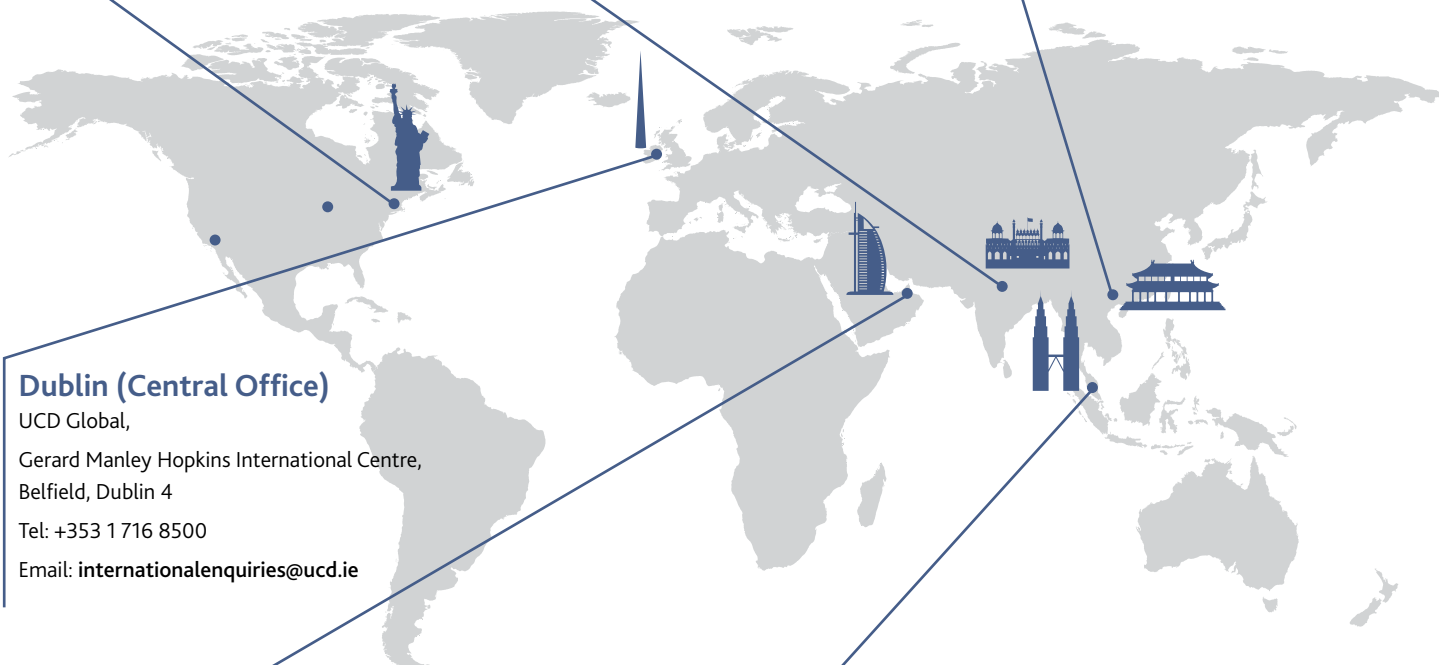 Dublin (Central Office)
UCD Global,
Gerard Manley Hopkins International Centre,
Belfield, Dublin 4
Tel: +353 1 716 8500
Email: internationalenquiries@ucd.ie